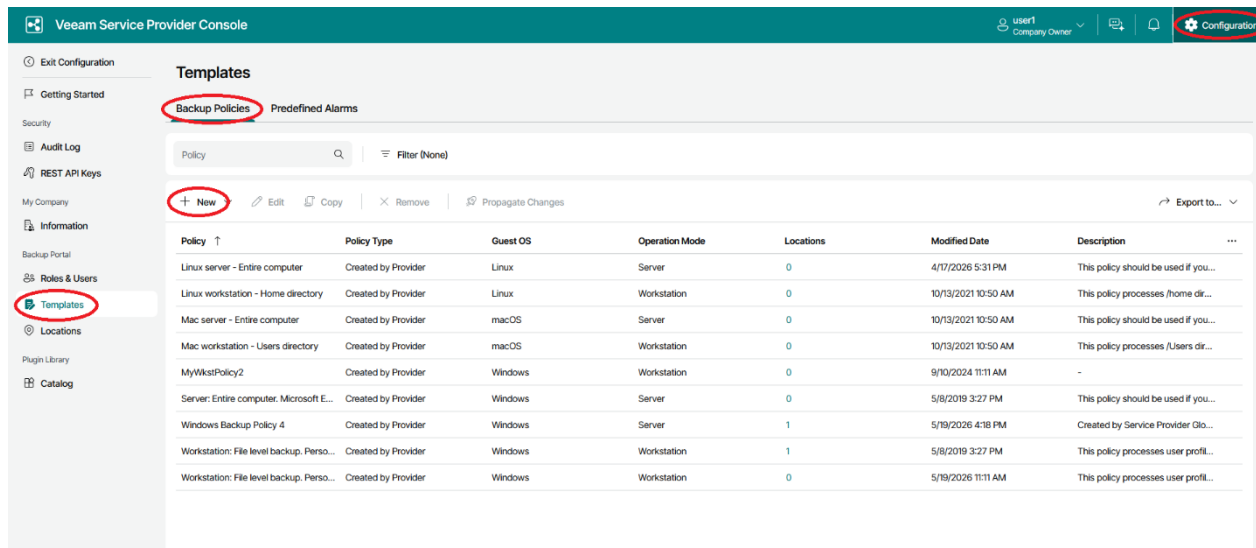 Veeam Service Provider Console
user1
Company Owner
Configuration
Exit Configuration
Getting Started
Security
Audit Log
REST API Keys
My Company
Information
Backup Portal
Roles & Users
Templates
Locations
Plugin Library
Catalog
Templates
Backup Policies Predefined Alarms
Policy Filter (None)
New Edit Copy Remove Propagate Changes Export to...
Policy ↑ Policy Type Guest OS Operation Mode Locations Modified Date Description ...
Linux server - Entire computer Created by Provider Linux Server 0 4/17/2026 5:31 PM This policy should be used if you...
Linux workstation - Home directory Created by Provider Linux Workstation 0 10/13/2021 10:50 AM This policy processes /home dir...
Mac server - Entire computer Created by Provider macOS Server 0 10/13/2021 10:50 AM This policy should be used if you...
Mac workstation - Users directory Created by Provider macOS Workstation 0 10/13/2021 10:50 AM This policy processes /Users dir...
MyWkstPolicy2 Created by Provider Windows Workstation 0 9/10/2024 11:11 AM -
Server: Entire computer. Microsoft E... Created by Provider Windows Server 0 5/8/2019 3:27 PM This policy should be used if you...
Windows Backup Policy 4 Created by Provider Windows Server 1 5/19/2026 4:18 PM Created by Service Provider Glo...
Workstation: File level backup. Perso... Created by Provider Windows Workstation 1 5/8/2019 3:27 PM This policy processes user profil...
Workstation: File level backup. Perso... Created by Provider Windows Workstation 0 5/19/2026 11:11 AM This policy processes user profil...